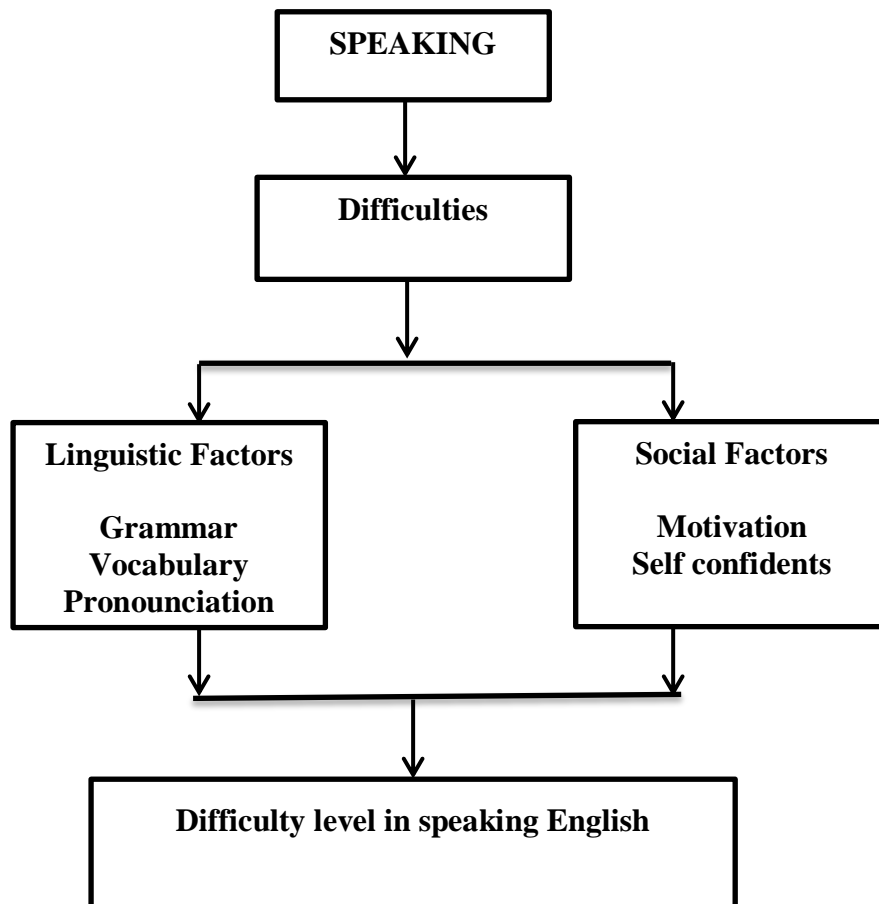 SPEAKING
Difficulties
Linguistic Factors
Grammar
Vocabulary
Pronounciation
Social Factors
Motivation
Self confidents
Difficulty level in speaking English